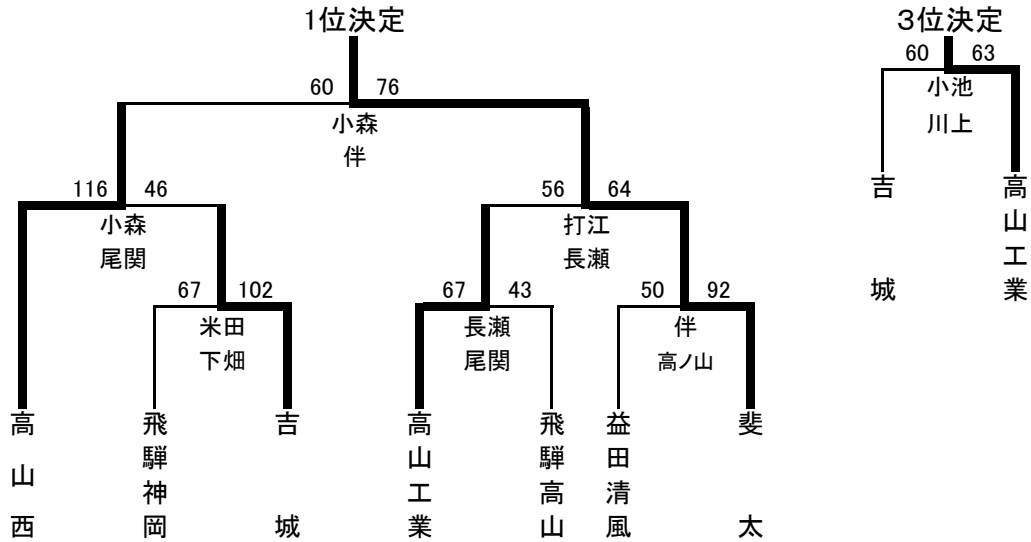 1位決定
3位決定
60 76
60 63
小森
伴
小池
川上
吉城
高山工業
116 46
56 64
小森
尾関
打江
長瀬
67 102
67 43
50 92
米田
下畑
長瀬
尾関
伴
高ノ山
高山西
飛騨神岡
吉城
高山工業
飛騨高山
益田清風
斐太